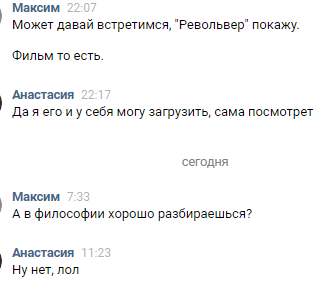 Максим 22:07
Может давай встретимся, "Револьвер" покажу.
Фильм то есть.
Анастасия 22:17
Да я его и у себя могу загрузить, сама посмотрет
сегодня
Максим 7:33
А в философии хорошо разбираешься?
Анастасия 11:23
Ну нет, лол